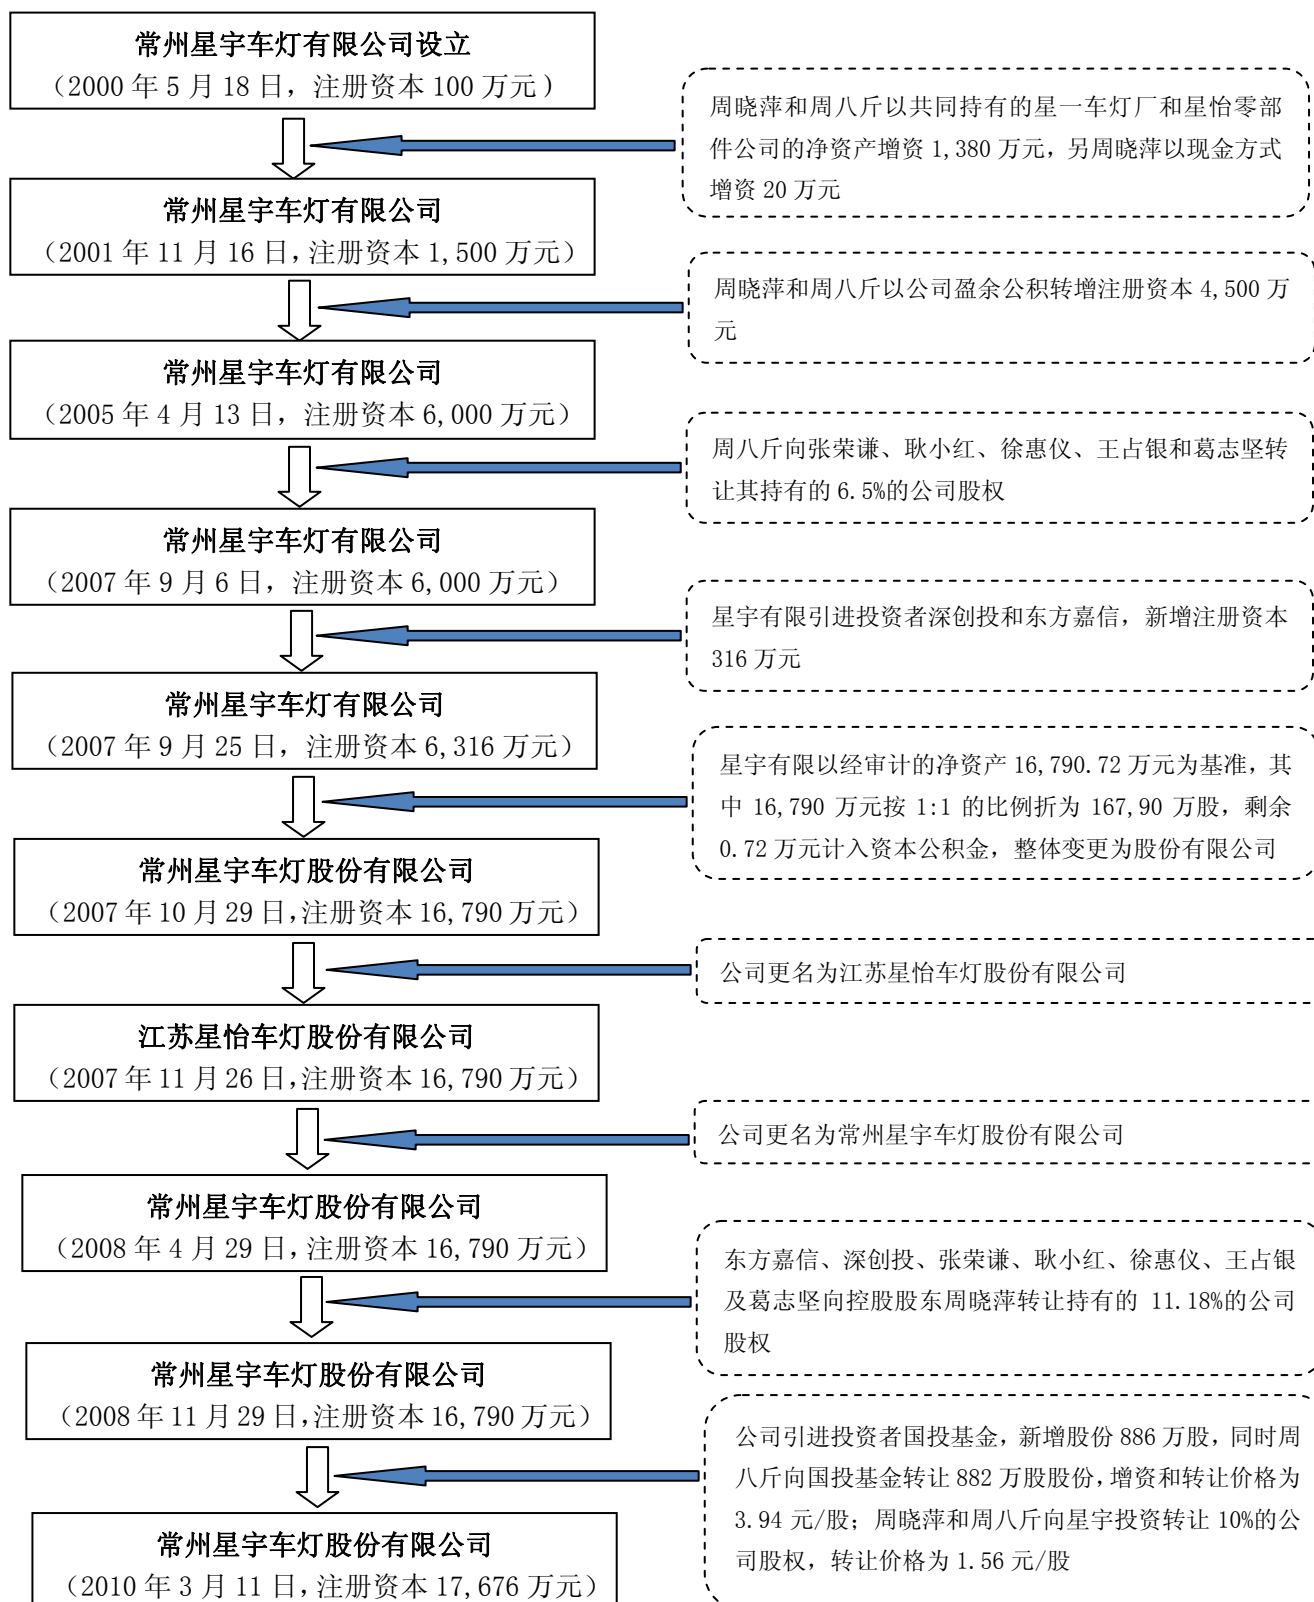 常州星宇车灯有限公司设立
（2000 年 5 月 18 日，注册资本 100 万元）
周晓萍和周八斤以共同持有的星一车灯厂和星怡零部
件公司的净资产增资 1,380 万元，另周晓萍以现金方式
增资 20 万元
常州星宇车灯有限公司
（2001 年 11 月 16 日，注册资本 1,500 万元）
周晓萍和周八斤以公司盈余公积转增注册资本 4,500 万
元
常州星宇车灯有限公司
（2005 年 4 月 13 日，注册资本 6,000 万元）
周八斤向张荣谦、耿小红、徐惠仪、王占银和葛志坚转
让其持有的 6.5%的公司股权
常州星宇车灯有限公司
（2007 年 9 月 6 日，注册资本 6,000 万元）
星宇有限引进投资者深创投和东方嘉信，新增注册资本
316 万元
常州星宇车灯有限公司
（2007 年 9 月 25 日，注册资本 6,316 万元）
星宇有限以经审计的净资产 16,790.72 万元为基准，其
中 16,790 万元按 1:1 的比例折为 167,90 万股，剩余
0.72 万元计入资本公积金，整体变更为股份有限公司
常州星宇车灯股份有限公司
（2007 年 10 月 29 日，注册资本 16,790 万元）
公司更名为江苏星怡车灯股份有限公司
江苏星怡车灯股份有限公司
（2007 年 11 月 26 日，注册资本 16,790 万元）
公司更名为常州星宇车灯股份有限公司
常州星宇车灯股份有限公司
（2008 年 4 月 29 日，注册资本 16,790 万元）
东方嘉信、深创投、张荣谦、耿小红、徐惠仪、王占银
及葛志坚向控股股东周晓萍转让持有的 11.18%的公司
股权
常州星宇车灯股份有限公司
（2008 年 11 月 29 日，注册资本 16,790 万元）
公司引进投资者国投基金，新增股份 886 万股，同时周
八斤向国投基金转让 882 万股股份，增资和转让价格为
3.94 元/股；周晓萍和周八斤向星宇投资转让 10%的公
司股权，转让价格为 1.56 元/股
常州星宇车灯股份有限公司
（2010 年 3 月 11 日，注册资本 17,676 万元）